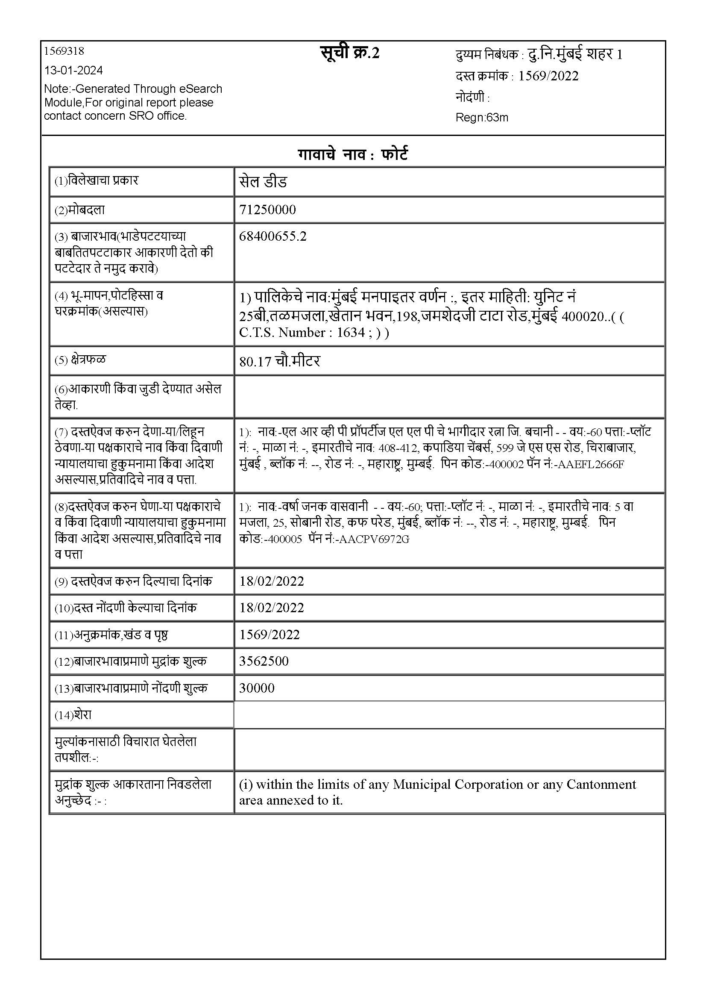 1569318
13-01-2024
Note:-Generated Through eSearch
Module,For original report please
contact concern SRO office.
सूची क्र.2
दुय्यम निबंधक : दु.नि.मुंबई शहर 1
दस्त क्रमांक : 1569/2022
नोदंणी :
Regn:63m
गावाचे नाव : फोर्ट
(1)विलेखाचा प्रकार
सेल डीड
(2)मोबदला
71250000
(3) बाजारभाव(भाडेपटटयाच्या
बाबतितपटटाकार आकारणी देतो की
पटटेदार ते नमुद करावे)
68400655.2
(4) भू-मापन,पोटहिस्सा व
घरक्रमांक(असल्यास)
1) पालिकेचे नाव:मुंबई मनपाइतर वर्णन :, इतर माहिती: युनिट नं
25बी,तळमजला,खेतान भवन,198,जमशेदजी टाटा रोड,मुंबई 400020..( (
C.T.S. Number : 1634 ; ) )
(5) क्षेत्रफळ
80.17 चौ.मीटर
(6)आकारणी किंवा जुडी देण्यात असेल
तेव्हा.
(7) दस्तऐवज करुन देणा-या/लिहून
ठेवणा-या पक्षकाराचे नाव किंवा दिवाणी
न्यायालयाचा हुकुमनामा किंवा आदेश
असल्यास,प्रतिवादिचे नाव व पत्ता.
1): नाव:-एल आर व्ही पी प्रॉपर्टीज एल एल पी चे भागीदार रत्ना जि. बचानी - - वय:-60 पत्ता:-प्लॉट
नं: -, माळा नं: -, इमारतीचे नाव: 408-412, कपाडिया चेंबर्स, 599 जे एस एस रोड, चिराबाजार,
मुंबई , ब्लॉक नं: --, रोड नं: -, महाराष्ट्र, मुम्बई. पिन कोड:-400002 पॅन नं:-AAEFL2666F
(8)दस्तऐवज करुन घेणा-या पक्षकाराचे
व किंवा दिवाणी न्यायालयाचा हुकुमनामा
किंवा आदेश असल्यास,प्रतिवादिचे नाव
व पत्ता
1): नाव:-वर्षा जनक वासवानी - - वय:-60; पत्ता:-प्लॉट नं: -, माळा नं: -, इमारतीचे नाव: 5 वा
मजला, 25, सोबानी रोड, कफ परेड, मुंबई, ब्लॉक नं: --, रोड नं: -, महाराष्ट्र, मुम्बई. पिन
कोड:-400005 पॅन नं:-AACPV6972G
(9) दस्तऐवज करुन दिल्याचा दिनांक
18/02/2022
(10)दस्त नोंदणी केल्याचा दिनांक
18/02/2022
(11)अनुक्रमांक,खंड व पृष्ठ
1569/2022
(12)बाजारभावाप्रमाणे मुद्रांक शुल्क
3562500
(13)बाजारभावाप्रमाणे नोंदणी शुल्क
30000
(14)शेरा
मुल्यांकनासाठी विचारात घेतलेला
तपशील:-:
मुद्रांक शुल्क आकारताना निवडलेला
अनुच्छेद :- :
(i) within the limits of any Municipal Corporation or any Cantonment
area annexed to it.